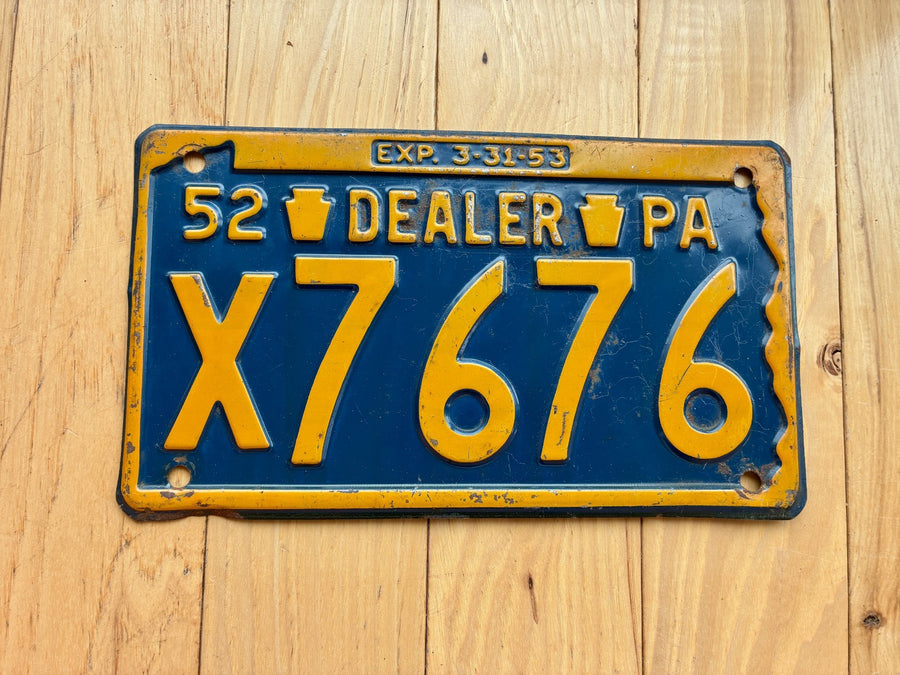 EXP. 3-31-53
52 DEALER PA
X7676